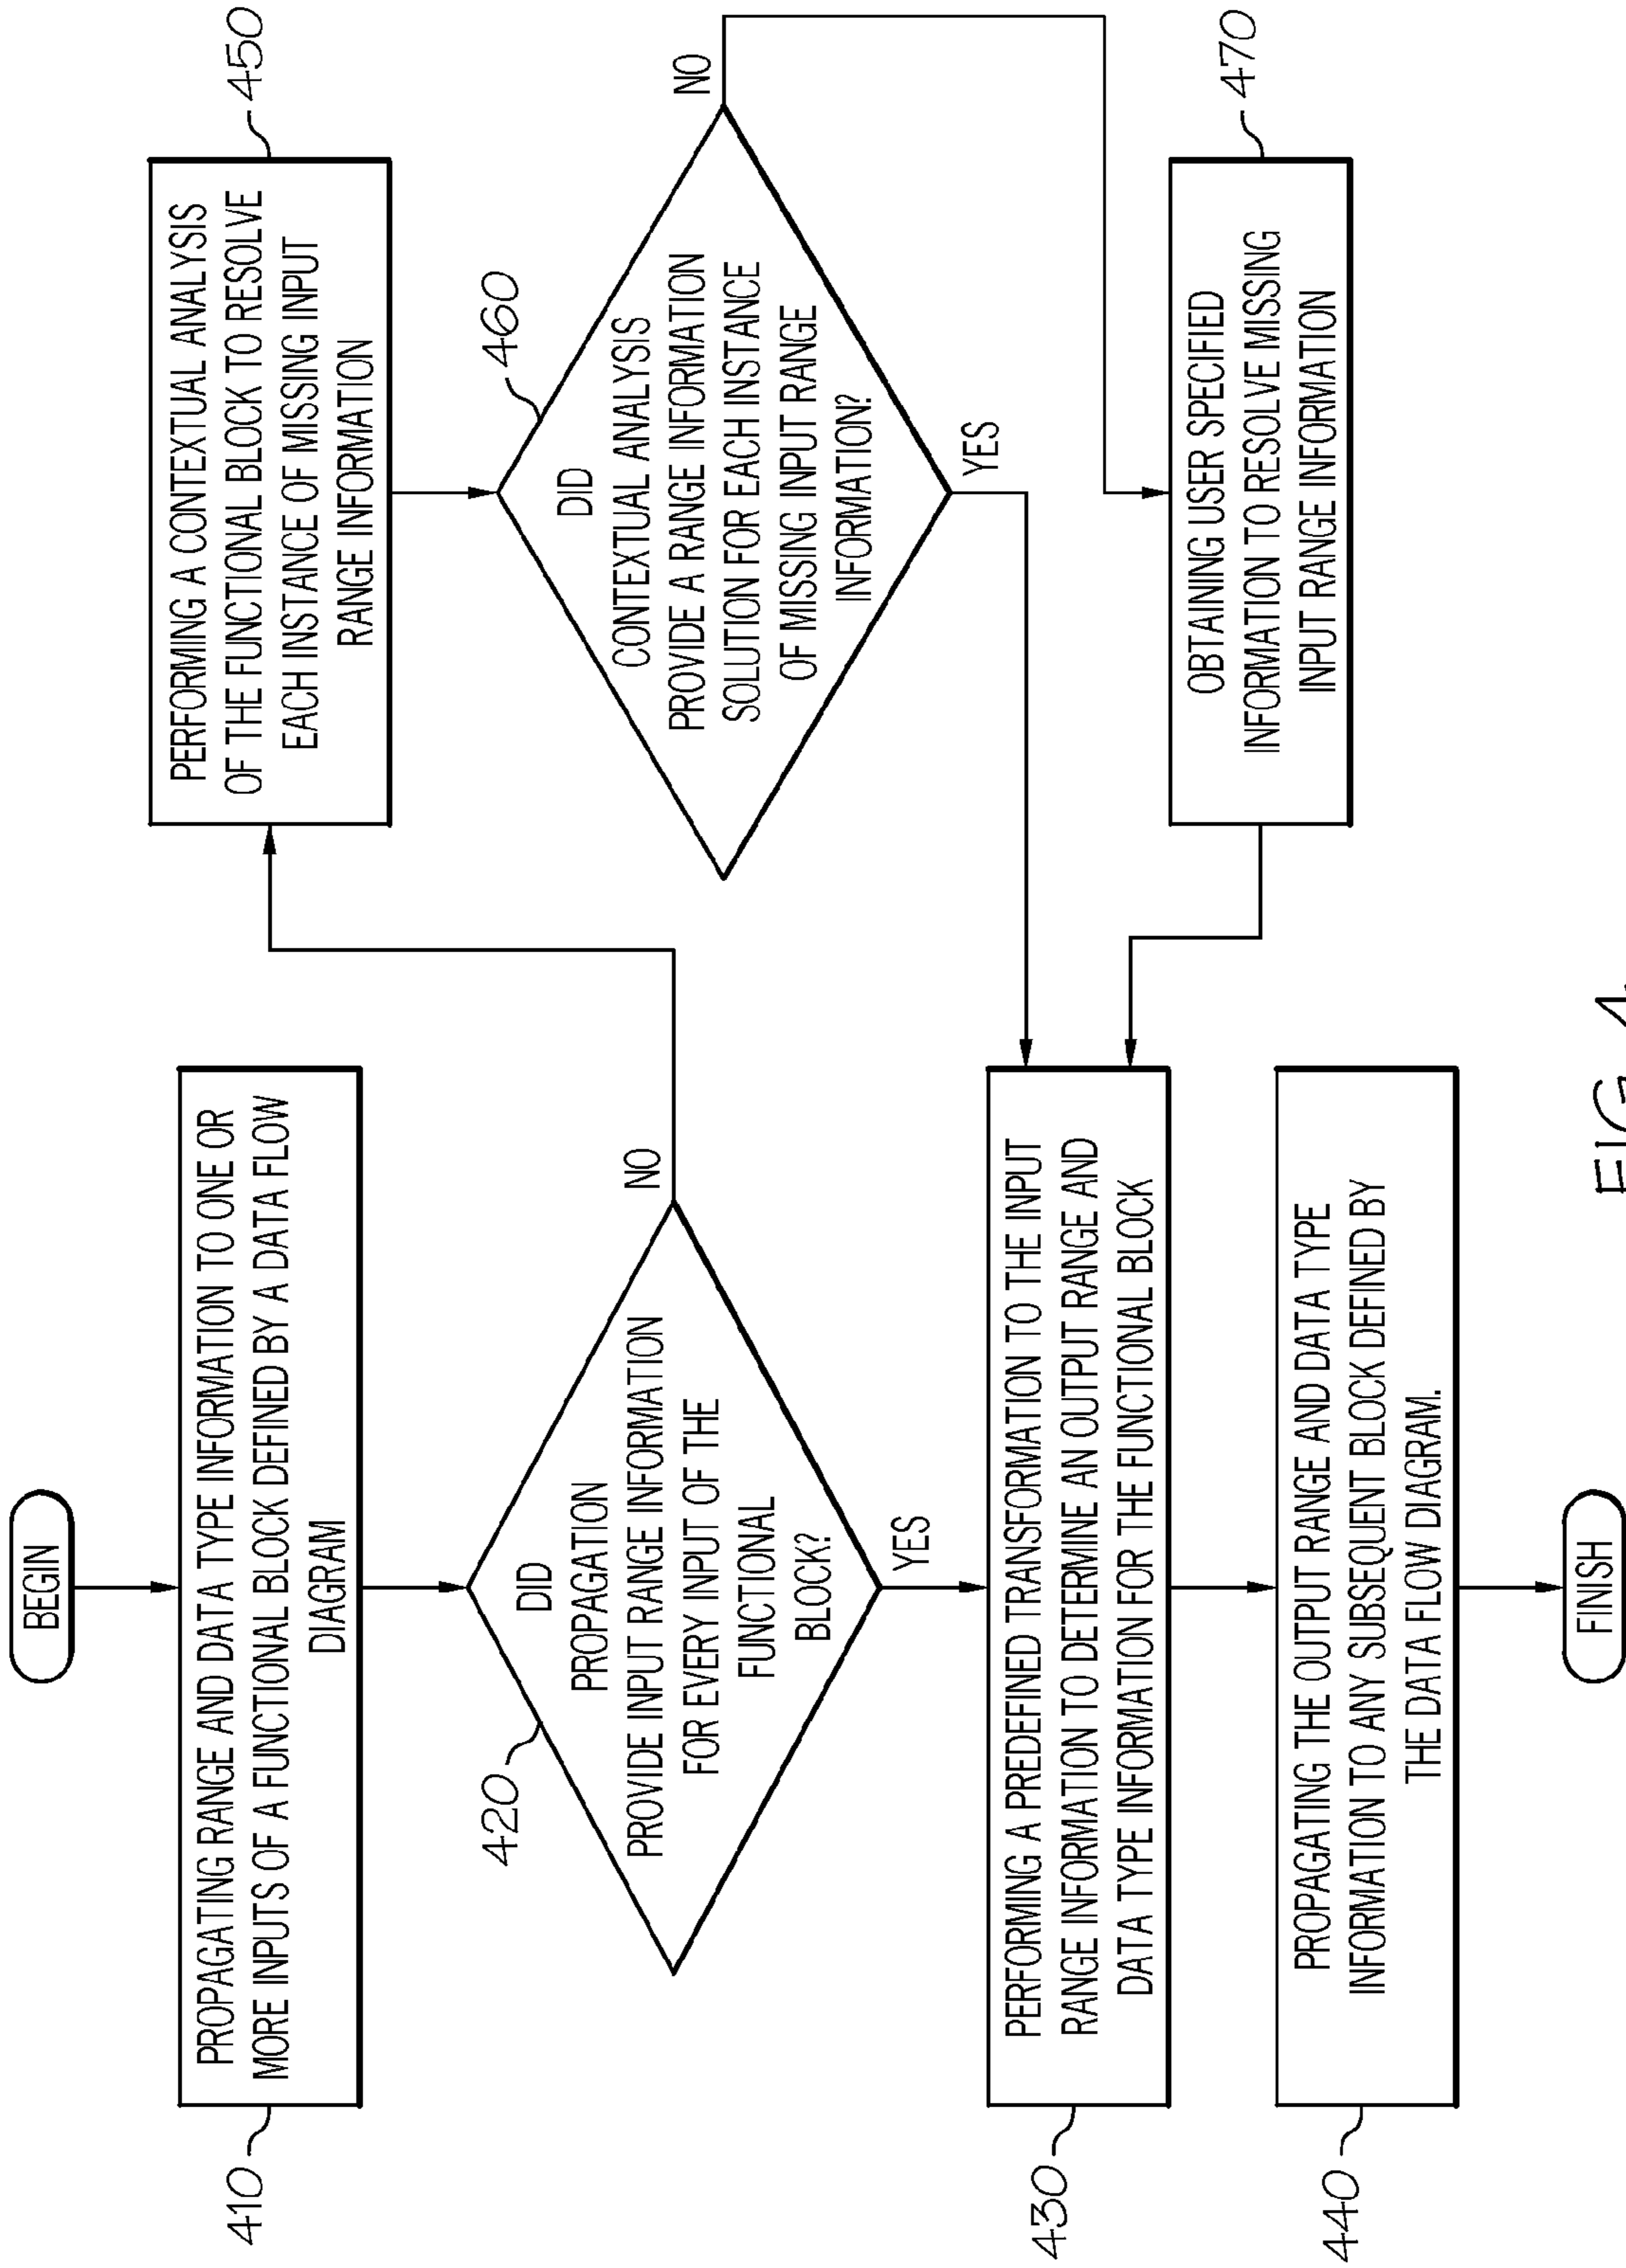 BEGIN
410
PROPAGATING RANGE AND DATA TYPE INFORMATION TO ONE OR
MORE INPUTS OF A FUNCTIONAL BLOCK DEFINED BY A DATA FLOW
DIAGRAM
420
DID
PROPAGATION
PROVIDE INPUT RANGE INFORMATION
FOR EVERY INPUT OF THE
FUNCTIONAL
BLOCK?
NO
YES
430
PERFORMING A PREDEFINED TRANSFORMATION TO THE INPUT
RANGE INFORMATION TO DETERMINE AN OUTPUT RANGE AND
DATA TYPE INFORMATION FOR THE FUNCTIONAL BLOCK
440
PROPAGATING THE OUTPUT RANGE AND DATA TYPE
INFORMATION TO ANY SUBSEQUENT BLOCK DEFINED BY
THE DATA FLOW DIAGRAM.
FINISH
450
PERFORMING A CONTEXTUAL ANALYSIS
OF THE FUNCTIONAL BLOCK TO RESOLVE
EACH INSTANCE OF MISSING INPUT
RANGE INFORMATION
460
DID
CONTEXTUAL ANALYSIS
PROVIDE A RANGE INFORMATION
SOLUTION FOR EACH INSTANCE
OF MISSING INPUT RANGE
INFORMATION?
NO
YES
470
OBTAINING USER SPECIFIED
INFORMATION TO RESOLVE MISSING
INPUT RANGE INFORMATION
FIG. 4